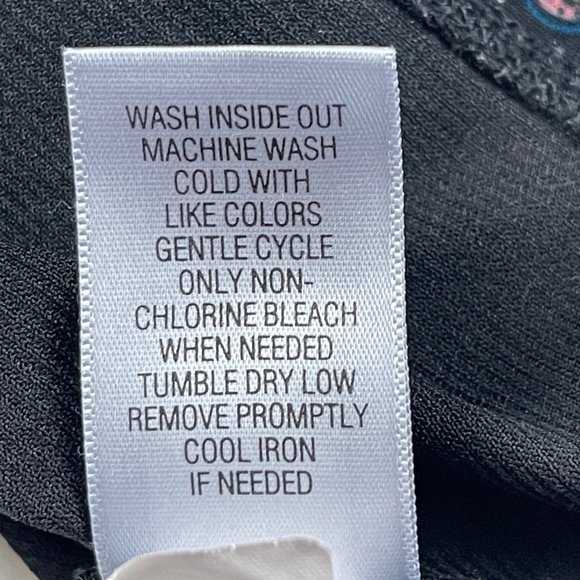 WASH INSIDE OUT
MACHINE WASH
COLD WITH
LIKE COLORS
GENTLE CYCLE
ONLY NON-
CHLORINE BLEACH
WHEN NEEDED
TUMBLE DRY LOW
REMOVE PROMPTLY
COOL IRON
IF NEEDED